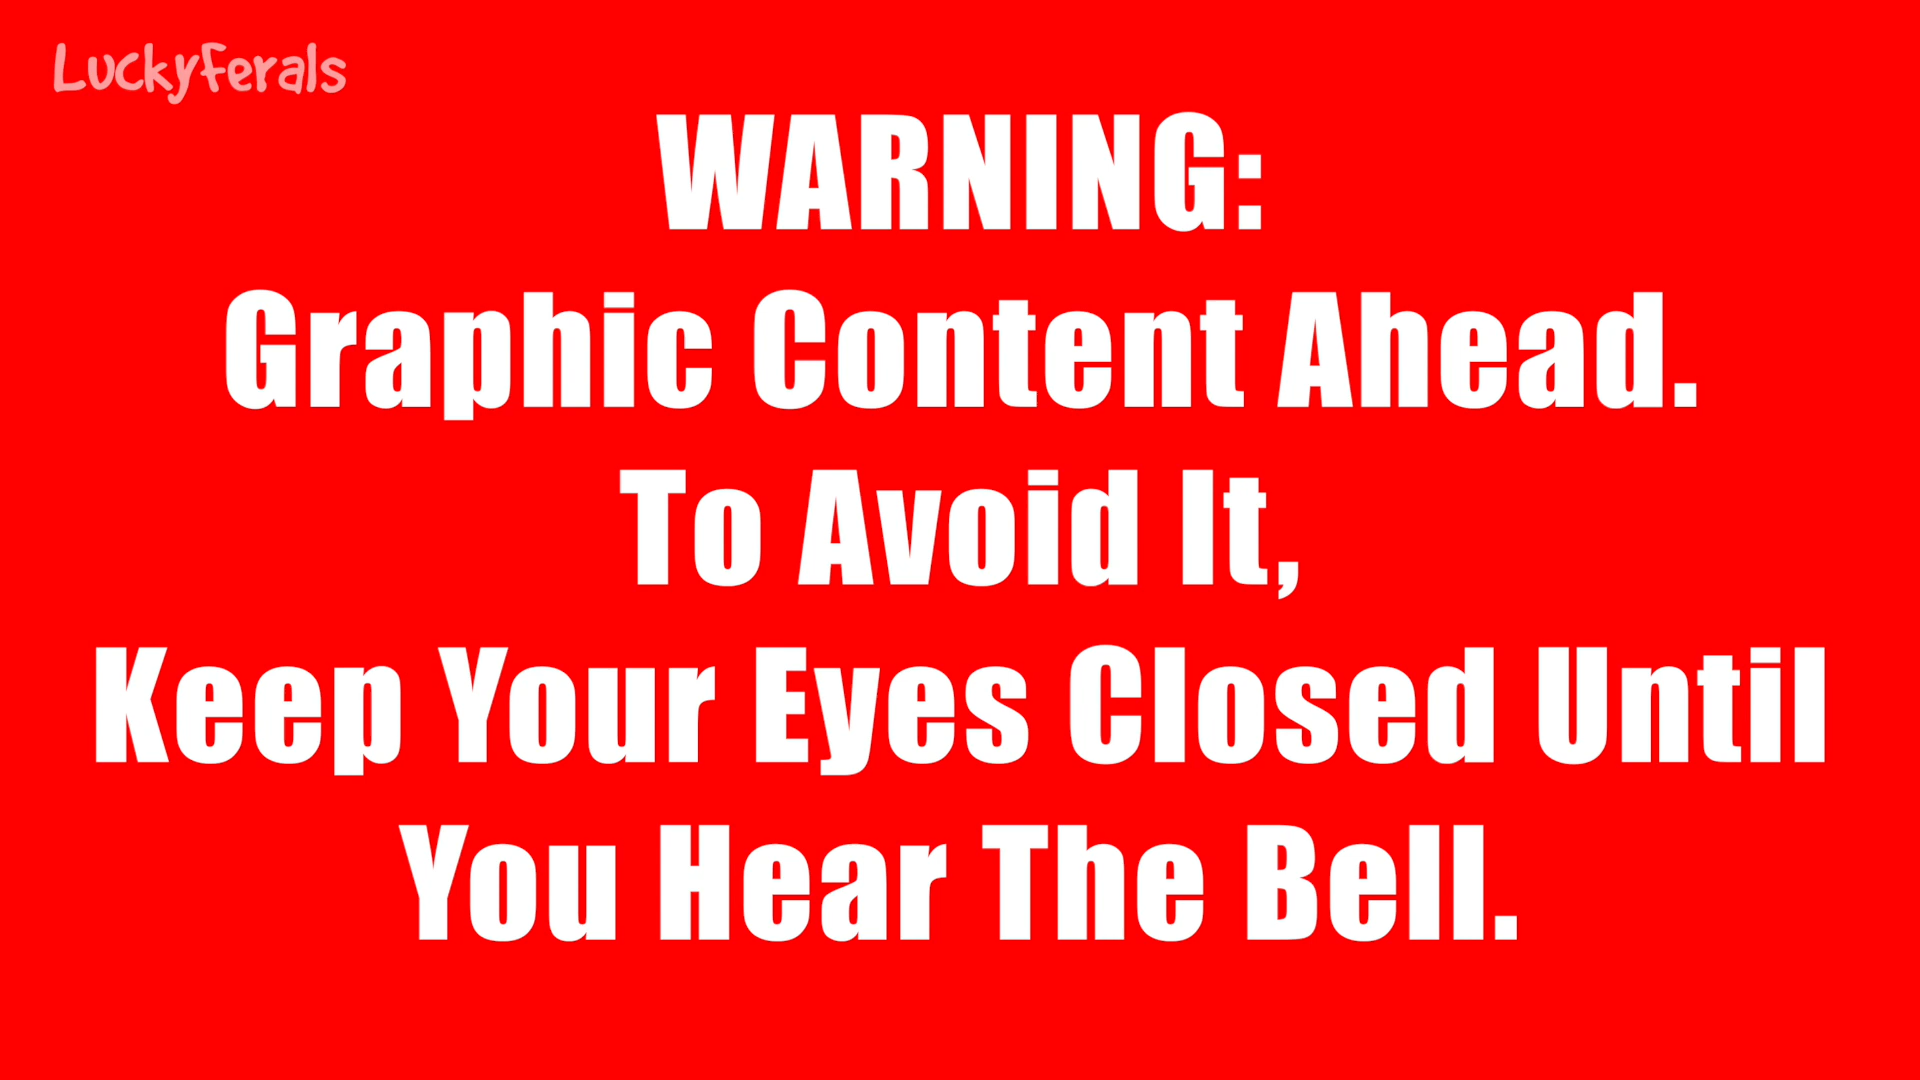 LuckyFerals
WARNING:
Graphic Content Ahead.
To Avoid It,
Keep Your Eyes Closed Until
You Hear The Bell.